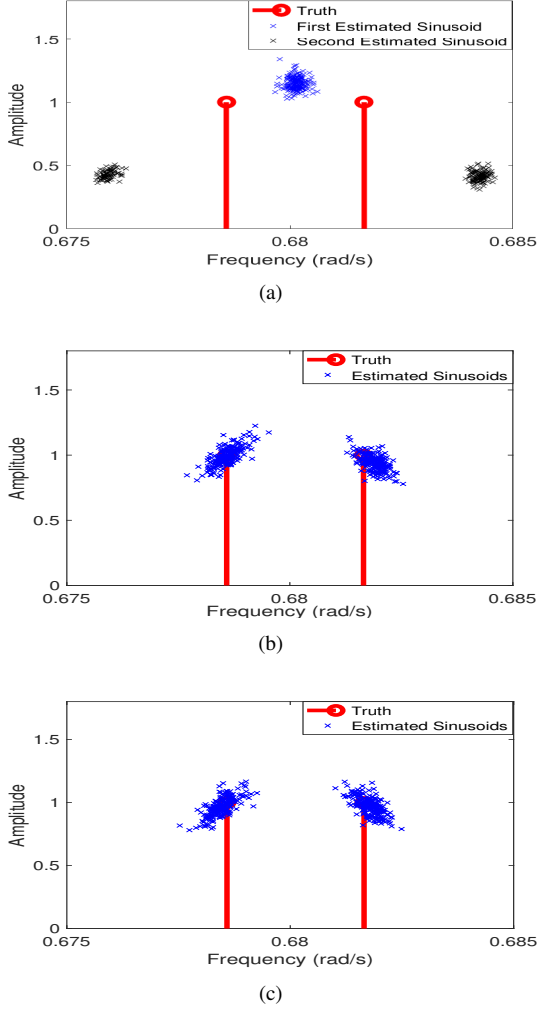 Truth
First Estimated Sinusoid
Second Estimated Sinusoid
1.5
1
0.5
0
Amplitude
0.675
0.68
0.685
Frequency (rad/s)
(a)
Truth
Estimated Sinusoids
1.5
1
0.5
0
Amplitude
0.675
0.68
0.685
Frequency (rad/s)
(b)
Truth
Estimated Sinusoids
1.5
1
0.5
0
Amplitude
0.675
0.68
0.685
Frequency (rad/s)
(c)